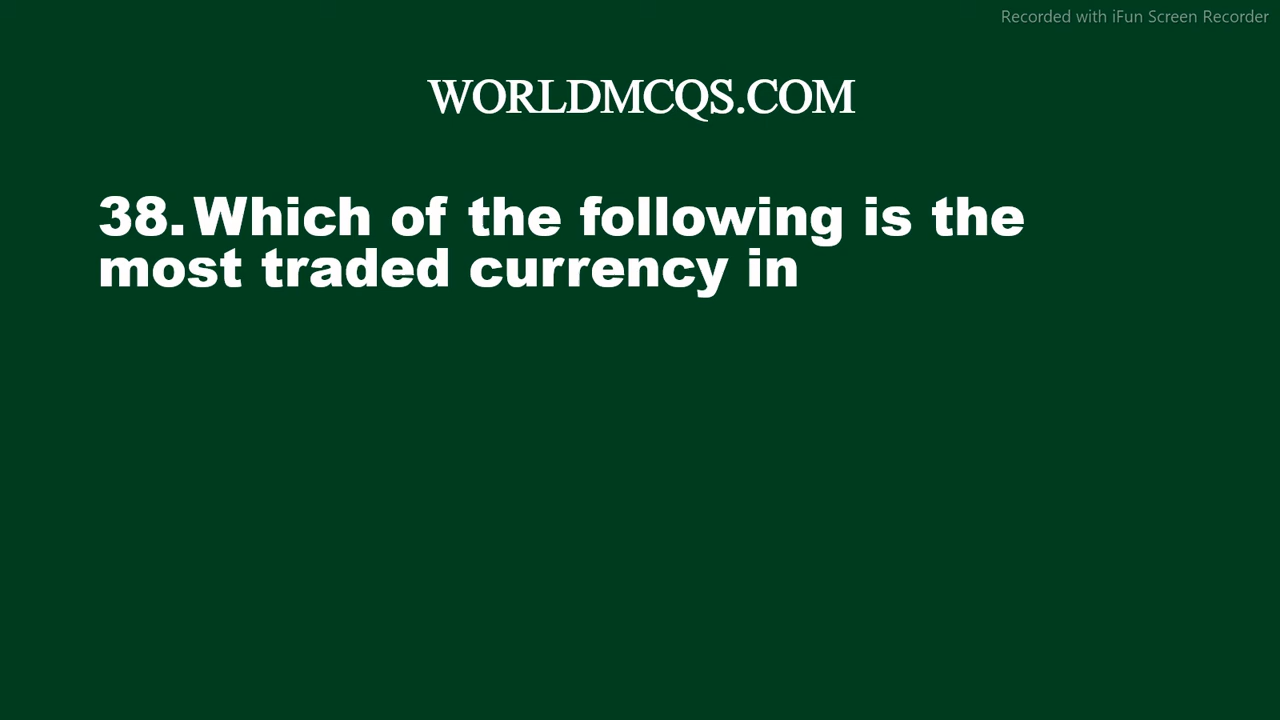 Recorded with iFun Screen Recorder
WORLDMCQS.COM
38. Which of the following is the
most traded currency in